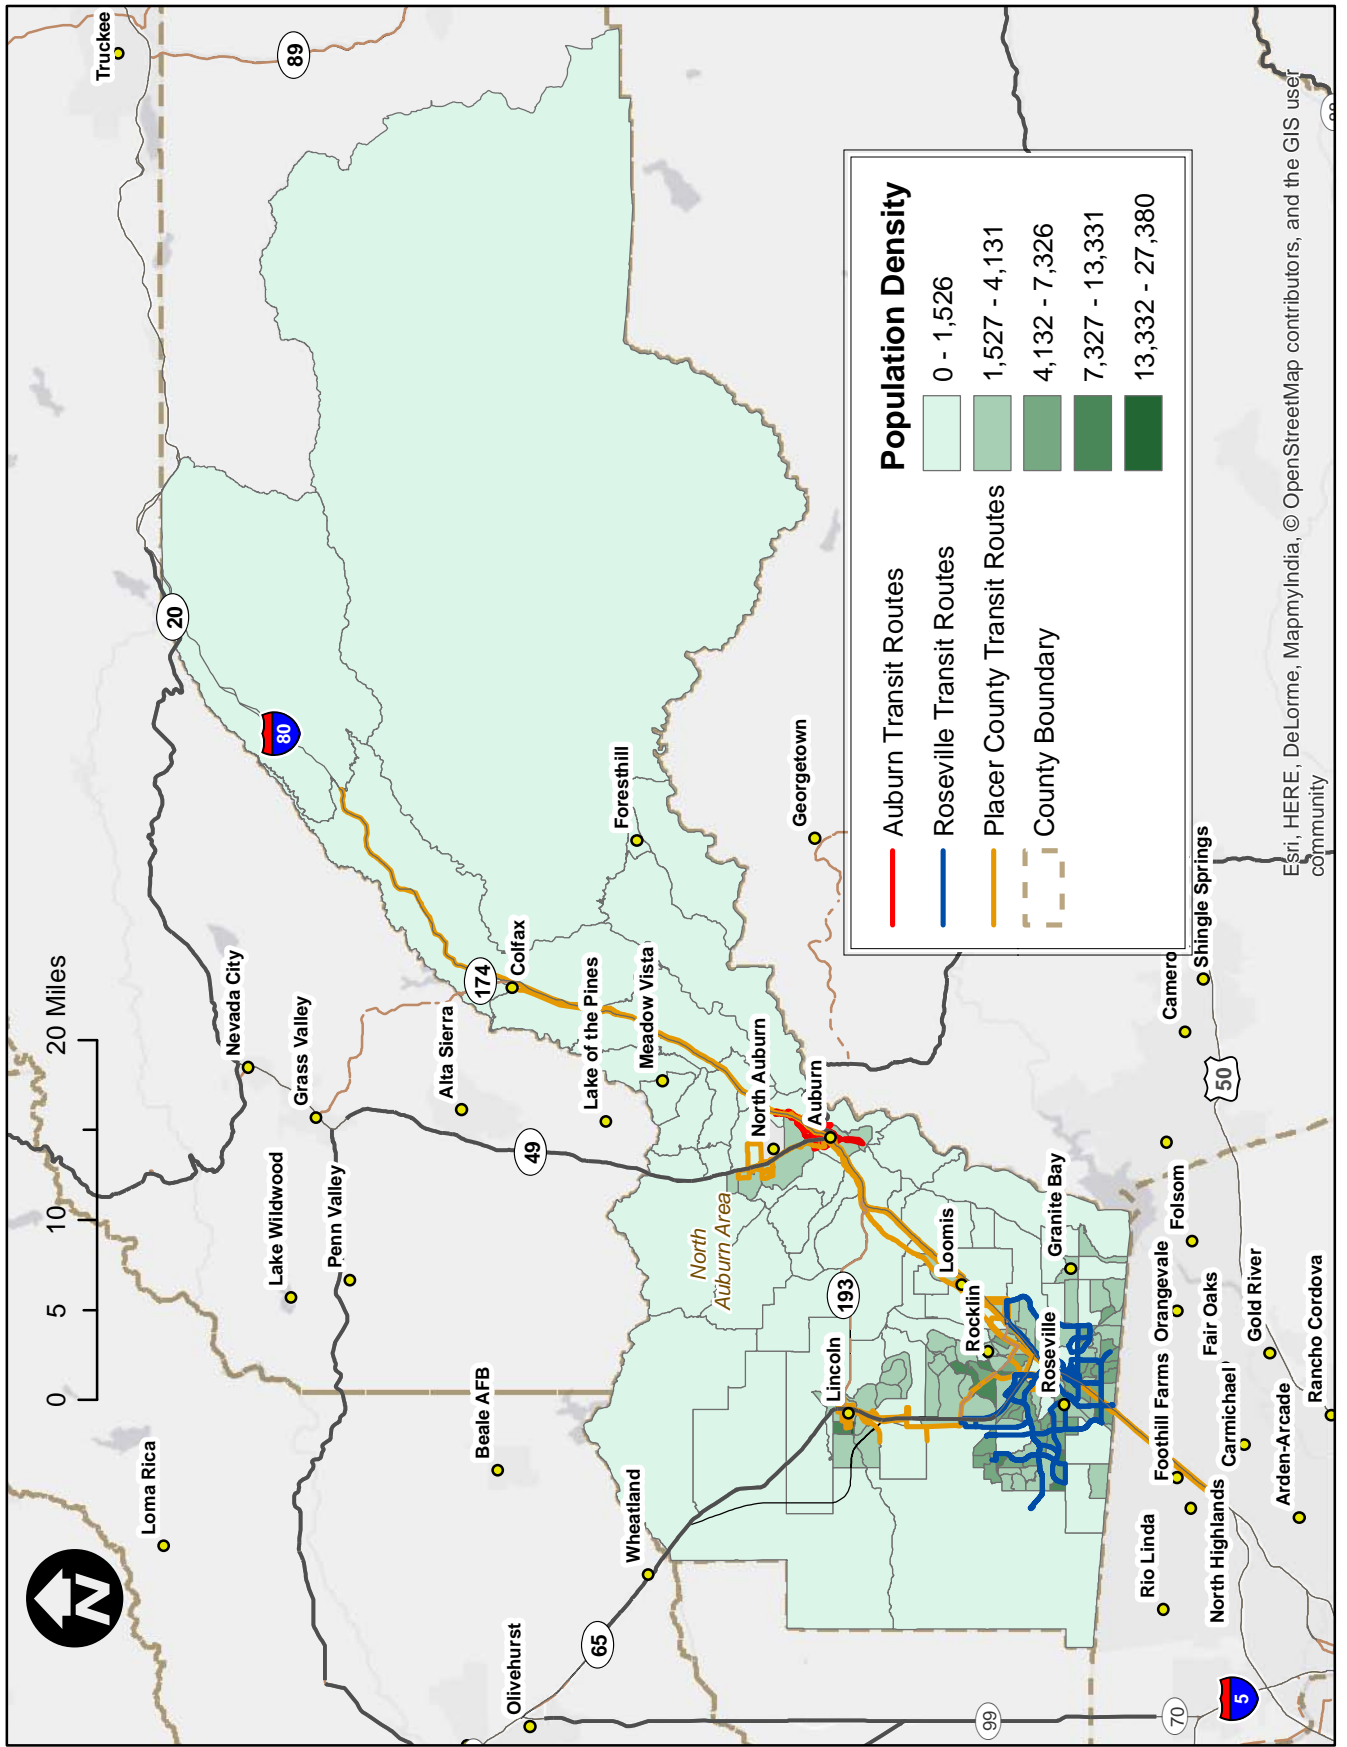 Truckee
89
20
80
0
5
10
20 Miles
Nevada City
Grass Valley
Lake Wildwood
Penn Valley
Loma Rica
Alta Sierra
174
Colfax
49
Beale AFB
Olivehurst
Lake of the Pines
Meadow Vista
Foresthill
Wheatland
65
North
Auburn Area
North Auburn
Auburn
Georgetown
193
Lincoln
Loomis
Rocklin
Roseville
Granite Bay
N
Auburn Transit Routes
Roseville Transit Routes
Placer County Transit Routes
County Boundary
Population Density
0 - 1,526
1,527 - 4,131
4,132 - 7,326
7,327 - 13,331
13,332 - 27,380
Camero
Shingle Springs
50
Folsom
Orangevale
Foothill Farms
Fair Oaks
Gold River
Carmichael
Rancho Cordova
Arden-Arcade
Rio Linda
North Highlands
99
70
5
Esri, HERE, DeLorme, MapmyIndia, © OpenStreetMap contributors, and the GIS user
community